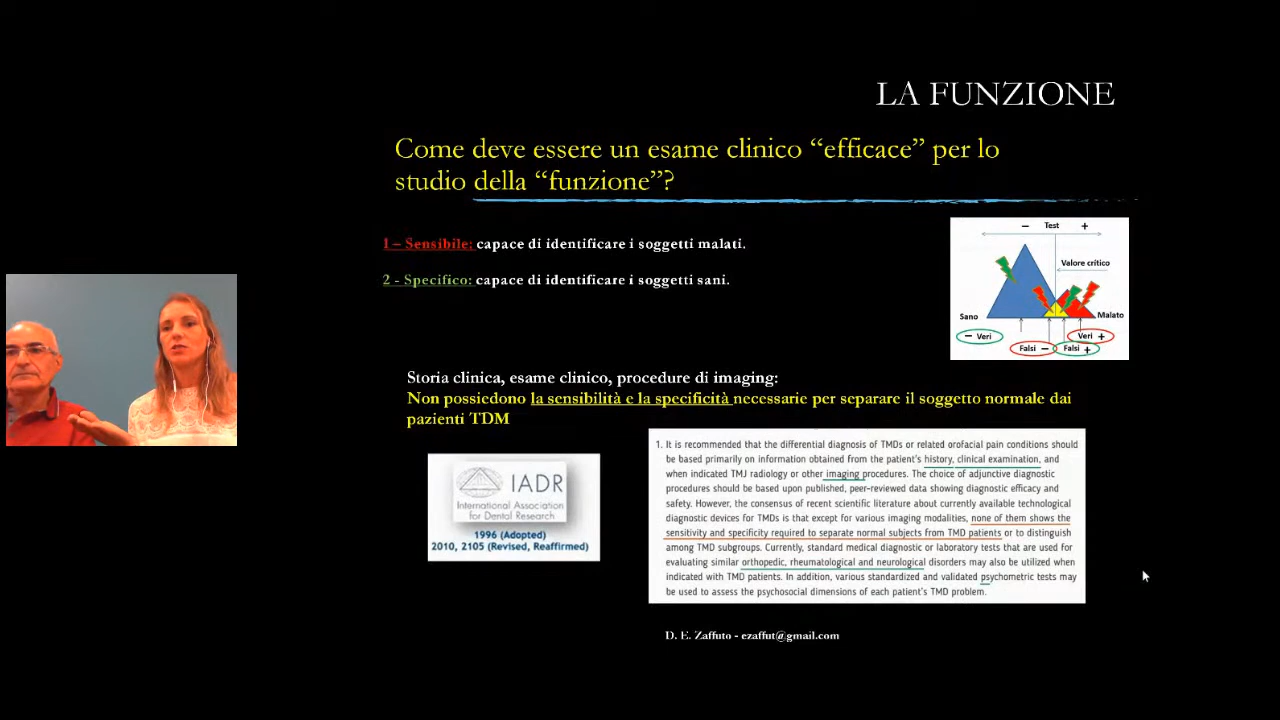 LA FUNZIONE
Come deve essere un esame clinico “efficace” per lo
studio della “funzione”?
1 – Sensibile: capace di identificare i soggetti malati.
2 - Specifico: capace di identificare i soggetti sani.
− Test +
Valore crítico
Sano
Malato
− Veri
Veri +
Falsi −
Falsi +
Storia clinica, esame clinico, procedure di imaging:
Non possiedono la sensibilità e la specificità necessarie per separare il soggetto normale dai
pazienti TDM
IADR
International Association
for Dental Research
1996 (Adopted)
2010, 2105 (Revised, Reaffirmed)
1. It is recommended that the differential diagnosis of TMDs or related orofacial pain conditions should
be based primarily on information obtained from the patient's history, clinical examination, and
when indicated TMJ radiology or other imaging procedures. The choice of adjunctive diagnostic
procedures should be based upon published, peer-reviewed data showing diagnostic efficacy and
safety. However, the consensus of recent scientific literature about currently available technological
diagnostic devices for TMDs is that except for various imaging modalities, none of them shows the
sensitivity and specificity required to separate normal subjects from TMD patients or to distinguish
among TMD subgroups. Currently, standard medical diagnostic or laboratory tests that are used for
evaluating similar orthopedic, rheumatological and neurological disorders may also be utilized when
indicated with TMD patients. In addition, various standardized and validated psychometric tests may
be used to assess the psychosocial dimensions of each patient's TMD problem.
D. E. Zaffuto - ezaffut@gmail.com